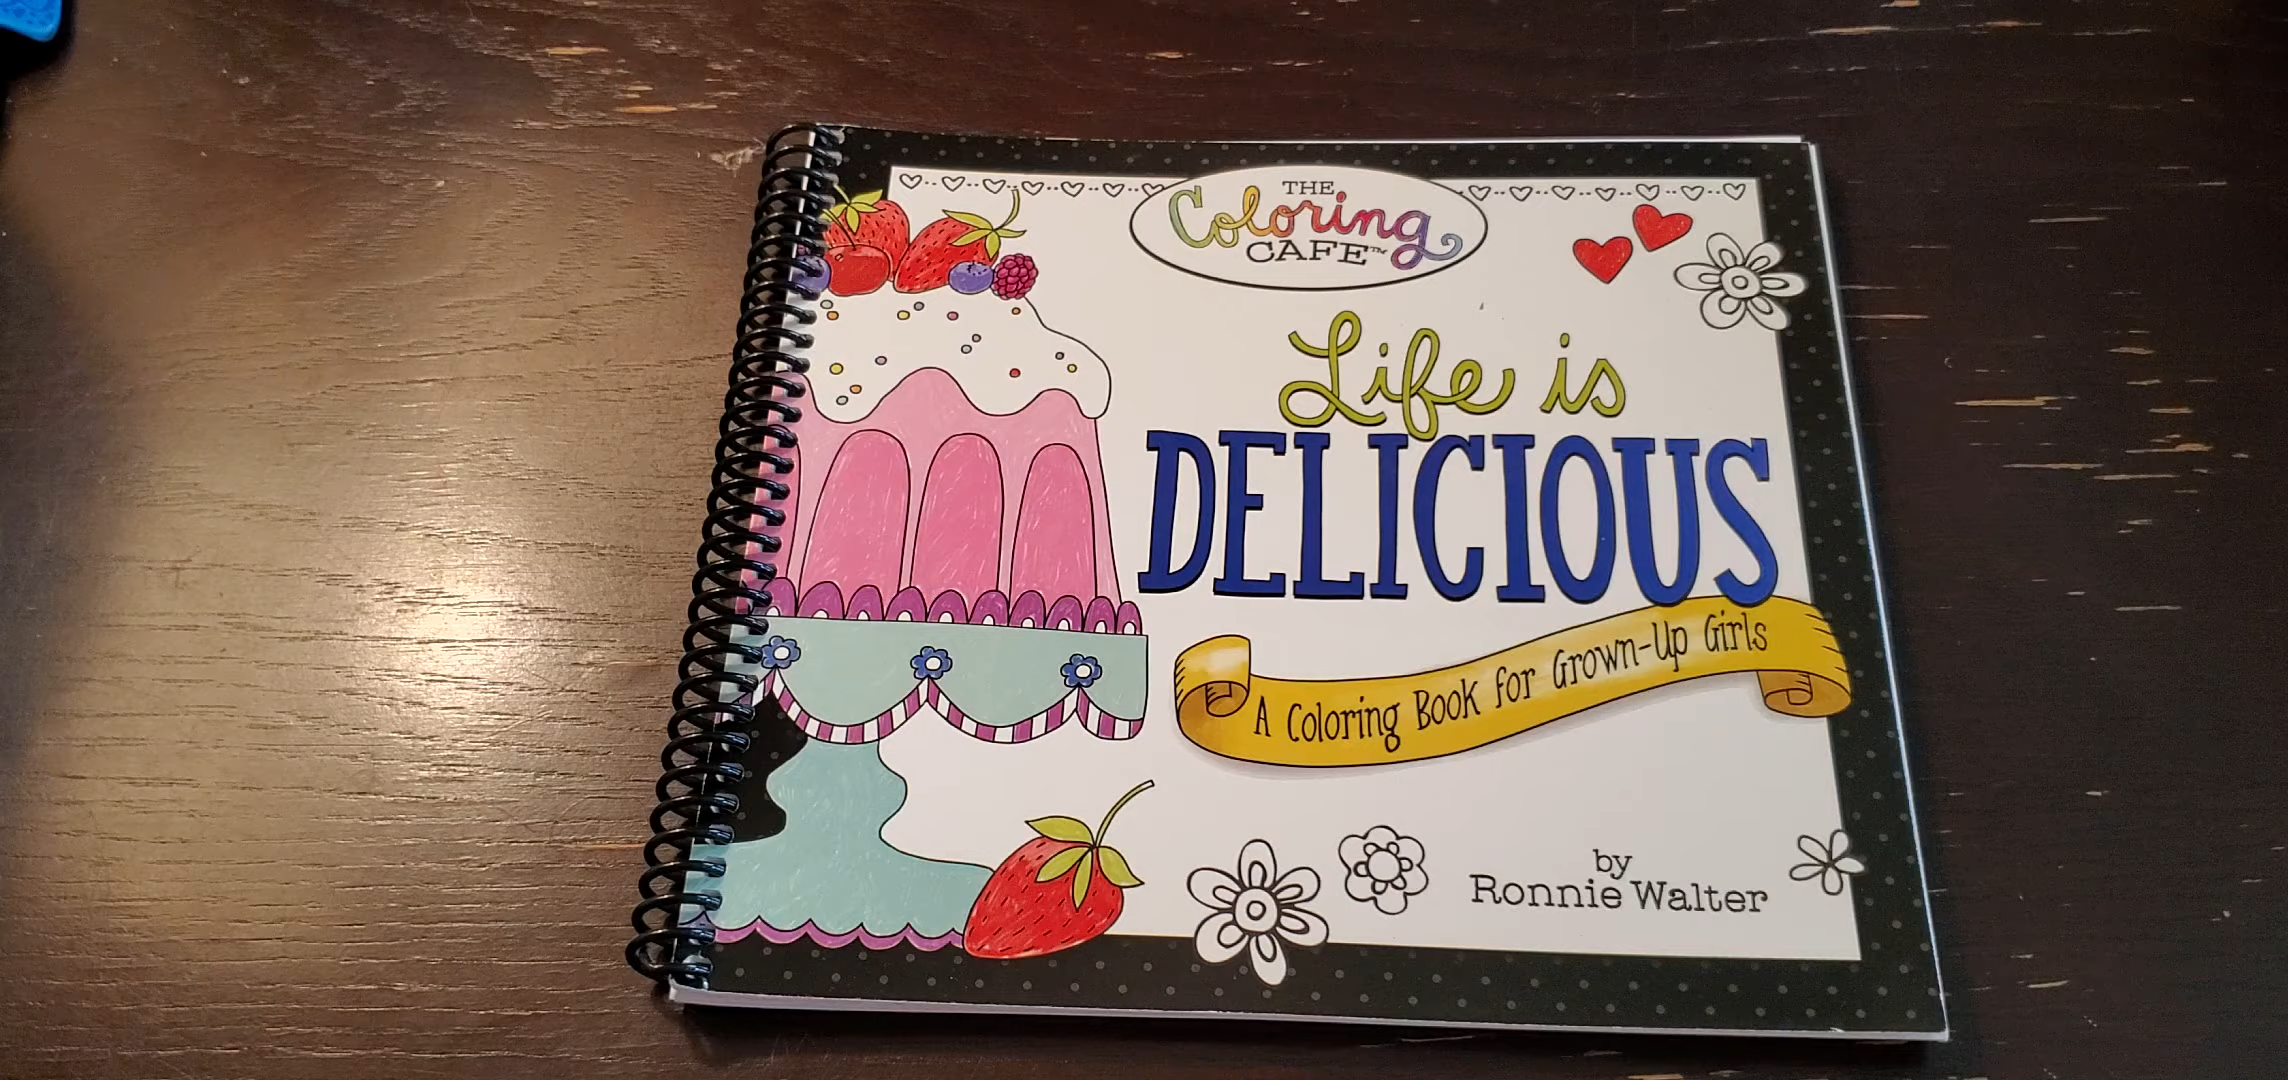 THE
Coloring
CAFE™
Life is
DELICIOUS
A Coloring Book for Grown-Up Girls
by
Ronnie Walter